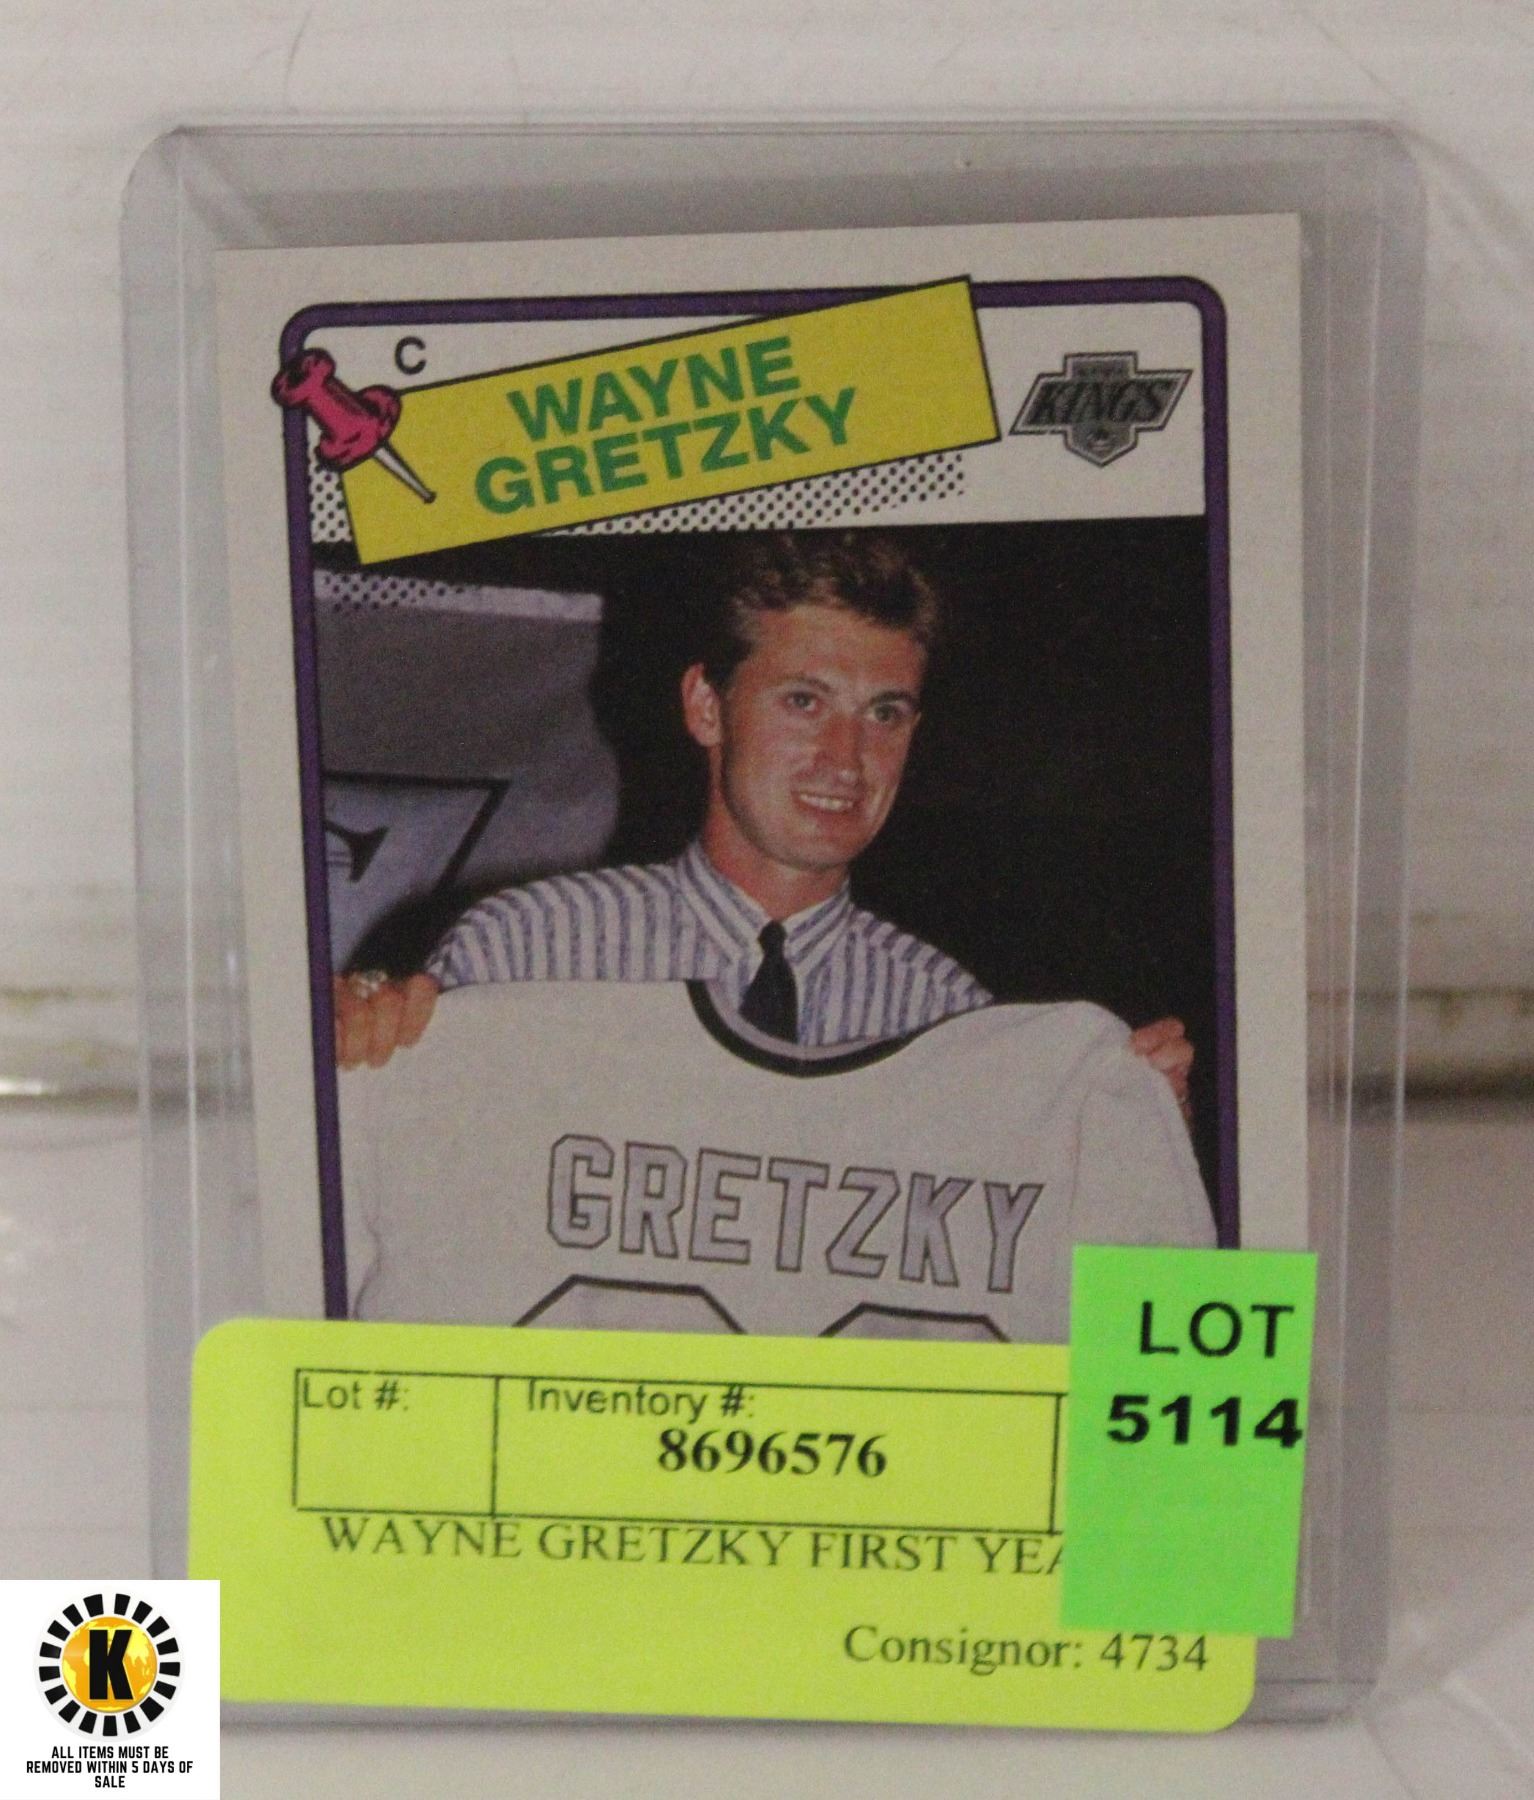 C
WAYNE
GRETZKY
KINGS
GRETZKY
LOT
5114
Lot #:
Inventory #:
8696576
WAYNE GRETZKY FIRST YEA
Consignor: 4734
K
ALL ITEMS MUST BE
REMOVED WITHIN 5 DAYS OF
SALE